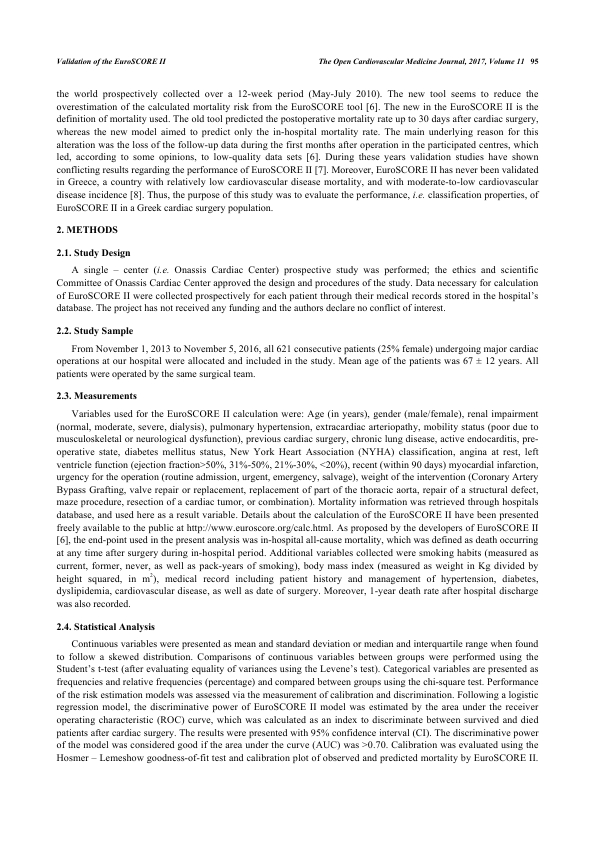 Validation of the EuroSCORE II The Open Cardiovascular Medicine Journal, 2017, Volume 11 95
the world prospectively collected over a 12-week period (May-July 2010). The new tool seems to reduce the
overestimation of the calculated mortality risk from the EuroSCORE tool [6]. The new in the EuroSCORE II is the
definition of mortality used. The old tool predicted the postoperative mortality rate up to 30 days after cardiac surgery,
whereas the new model aimed to predict only the in-hospital mortality rate. The main underlying reason for this
alteration was the loss of the follow-up data during the first months after operation in the participated centres, which
led, according to some opinions, to low-quality data sets [6]. During these years validation studies have shown
conflicting results regarding the performance of EuroSCORE II [7]. Moreover, EuroSCORE II has never been validated
in Greece, a country with relatively low cardiovascular disease mortality, and with moderate-to-low cardiovascular
disease incidence [8]. Thus, the purpose of this study was to evaluate the performance, i.e. classification properties, of
EuroSCORE II in a Greek cardiac surgery population.
2. METHODS
2.1. Study Design
A single – center (i.e. Onassis Cardiac Center) prospective study was performed; the ethics and scientific
Committee of Onassis Cardiac Center approved the design and procedures of the study. Data necessary for calculation
of EuroSCORE II were collected prospectively for each patient through their medical records stored in the hospital's
database. The project has not received any funding and the authors declare no conflict of interest.
2.2. Study Sample
From November 1, 2013 to November 5, 2016, all 621 consecutive patients (25% female) undergoing major cardiac
operations at our hospital were allocated and included in the study. Mean age of the patients was 67 ± 12 years. All
patients were operated by the same surgical team.
2.3. Measurements
Variables used for the EuroSCORE II calculation were: Age (in years), gender (male/female), renal impairment
(normal, moderate, severe, dialysis), pulmonary hypertension, extracardiac arteriopathy, mobility status (poor due to
musculoskeletal or neurological dysfunction), previous cardiac surgery, chronic lung disease, active endocarditis, pre-
operative state, diabetes mellitus status, New York Heart Association (NYHA) classification, angina at rest, left
ventricle function (ejection fraction>50%, 31%-50%, 21%-30%, <20%), recent (within 90 days) myocardial infarction,
urgency for the operation (routine admission, urgent, emergency, salvage), weight of the intervention (Coronary Artery
Bypass Grafting, valve repair or replacement, replacement of part of the thoracic aorta, repair of a structural defect,
maze procedure, resection of a cardiac tumor, or combination). Mortality information was retrieved through hospitals
database, and used here as a result variable. Details about the calculation of the EuroSCORE II have been presented
freely available to the public at http://www.euroscore.org/calc.html. As proposed by the developers of EuroSCORE II
[6], the end-point used in the present analysis was in-hospital all-cause mortality, which was defined as death occurring
at any time after surgery during in-hospital period. Additional variables collected were smoking habits (measured as
current, former, never, as well as pack-years of smoking), body mass index (measured as weight in Kg divided by
height squared, in m²), medical record including patient history and management of hypertension, diabetes,
dyslipidemia, cardiovascular disease, as well as date of surgery. Moreover, 1-year death rate after hospital discharge
was also recorded.
2.4. Statistical Analysis
Continuous variables were presented as mean and standard deviation or median and interquartile range when found
to follow a skewed distribution. Comparisons of continuous variables between groups were performed using the
Student's t-test (after evaluating equality of variances using the Levene's test). Categorical variables are presented as
frequencies and relative frequencies (percentage) and compared between groups using the chi-square test. Performance
of the risk estimation models was assessed via the measurement of calibration and discrimination. Following a logistic
regression model, the discriminative power of EuroSCORE II model was estimated by the area under the receiver
operating characteristic (ROC) curve, which was calculated as an index to discriminate between survived and died
patients after cardiac surgery. The results were presented with 95% confidence interval (CI). The discriminative power
of the model was considered good if the area under the curve (AUC) was >0.70. Calibration was evaluated using the
Hosmer – Lemeshow goodness-of-fit test and calibration plot of observed and predicted mortality by EuroSCORE II.